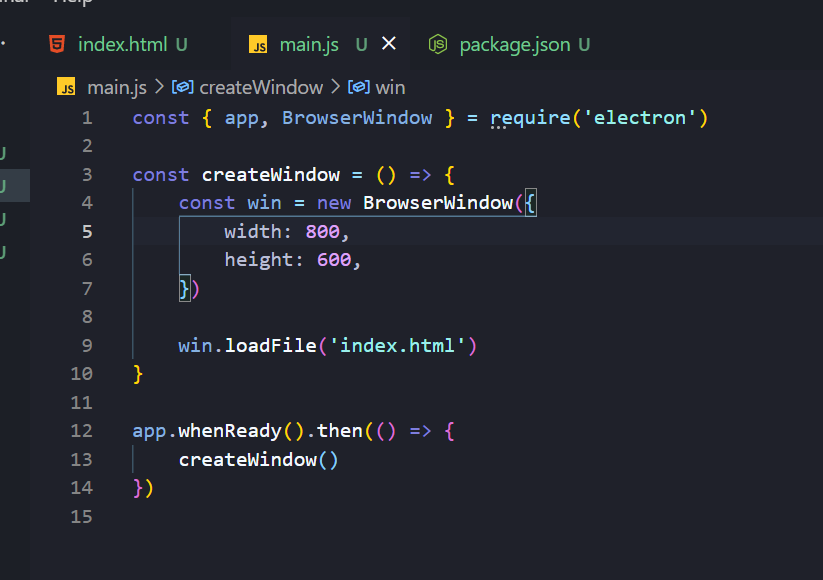 Help
index.html U
main.js U
package.json U
main.js > createWindow > win
1 const { app, BrowserWindow } = require('electron')
2
3 const createWindow = () => {
4     const win = new BrowserWindow({
5         width: 800,
6         height: 600,
7     })
8
9     win.loadFile('index.html')
10 }
11
12 app.whenReady().then(() => {
13     createWindow()
14 })
15